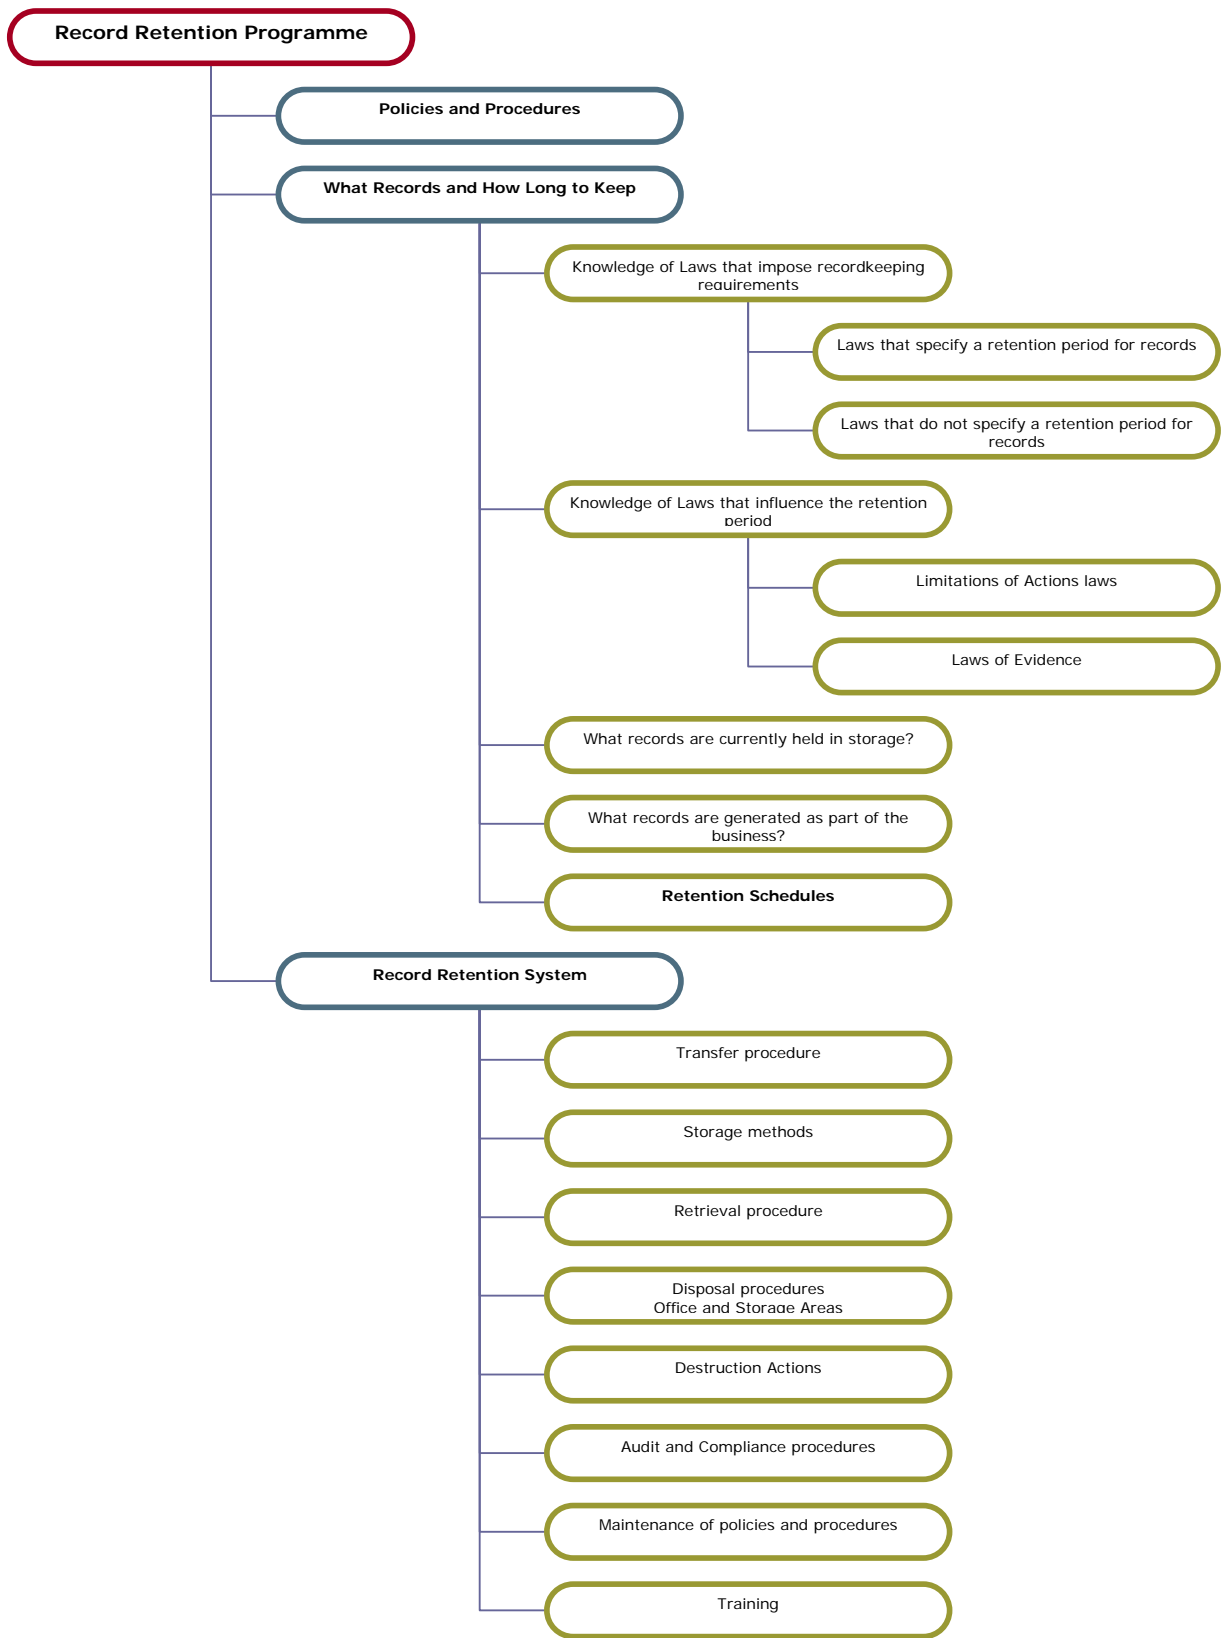 Record Retention Programme
Policies and Procedures
What Records and How Long to Keep
Knowledge of Laws that impose recordkeeping
requirements
Laws that specify a retention period for records
Laws that do not specify a retention period for
records
Knowledge of Laws that influence the retention
period
Limitations of Actions laws
Laws of Evidence
What records are currently held in storage?
What records are generated as part of the
business?
Retention Schedules
Record Retention System
Transfer procedure
Storage methods
Retrieval procedure
Disposal procedures
Office and Storage Areas
Destruction Actions
Audit and Compliance procedures
Maintenance of policies and procedures
Training